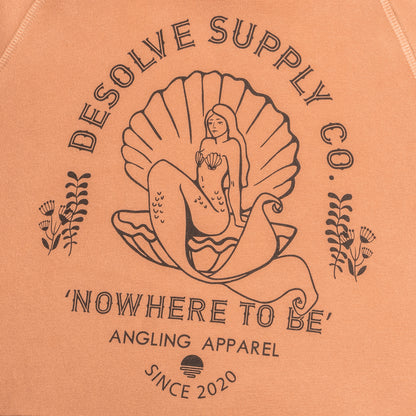 DESOLVE SUPPLY CO.
'NOWHERE TO BE'
ANGLING APPAREL
SINCE 2020